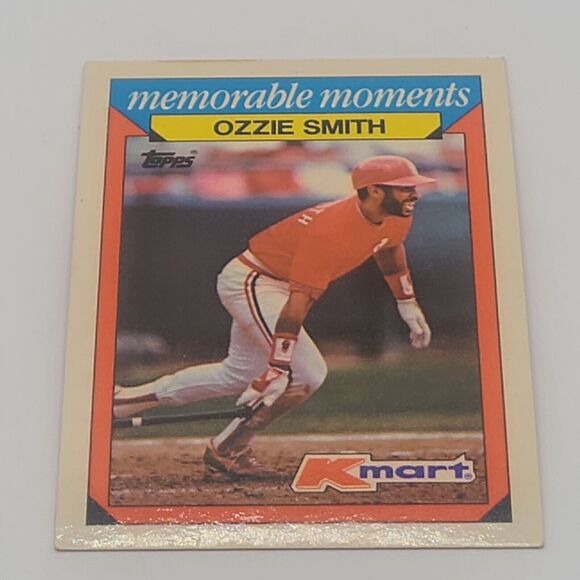 memorable moments
OZZIE SMITH
Topps®
Kmart®